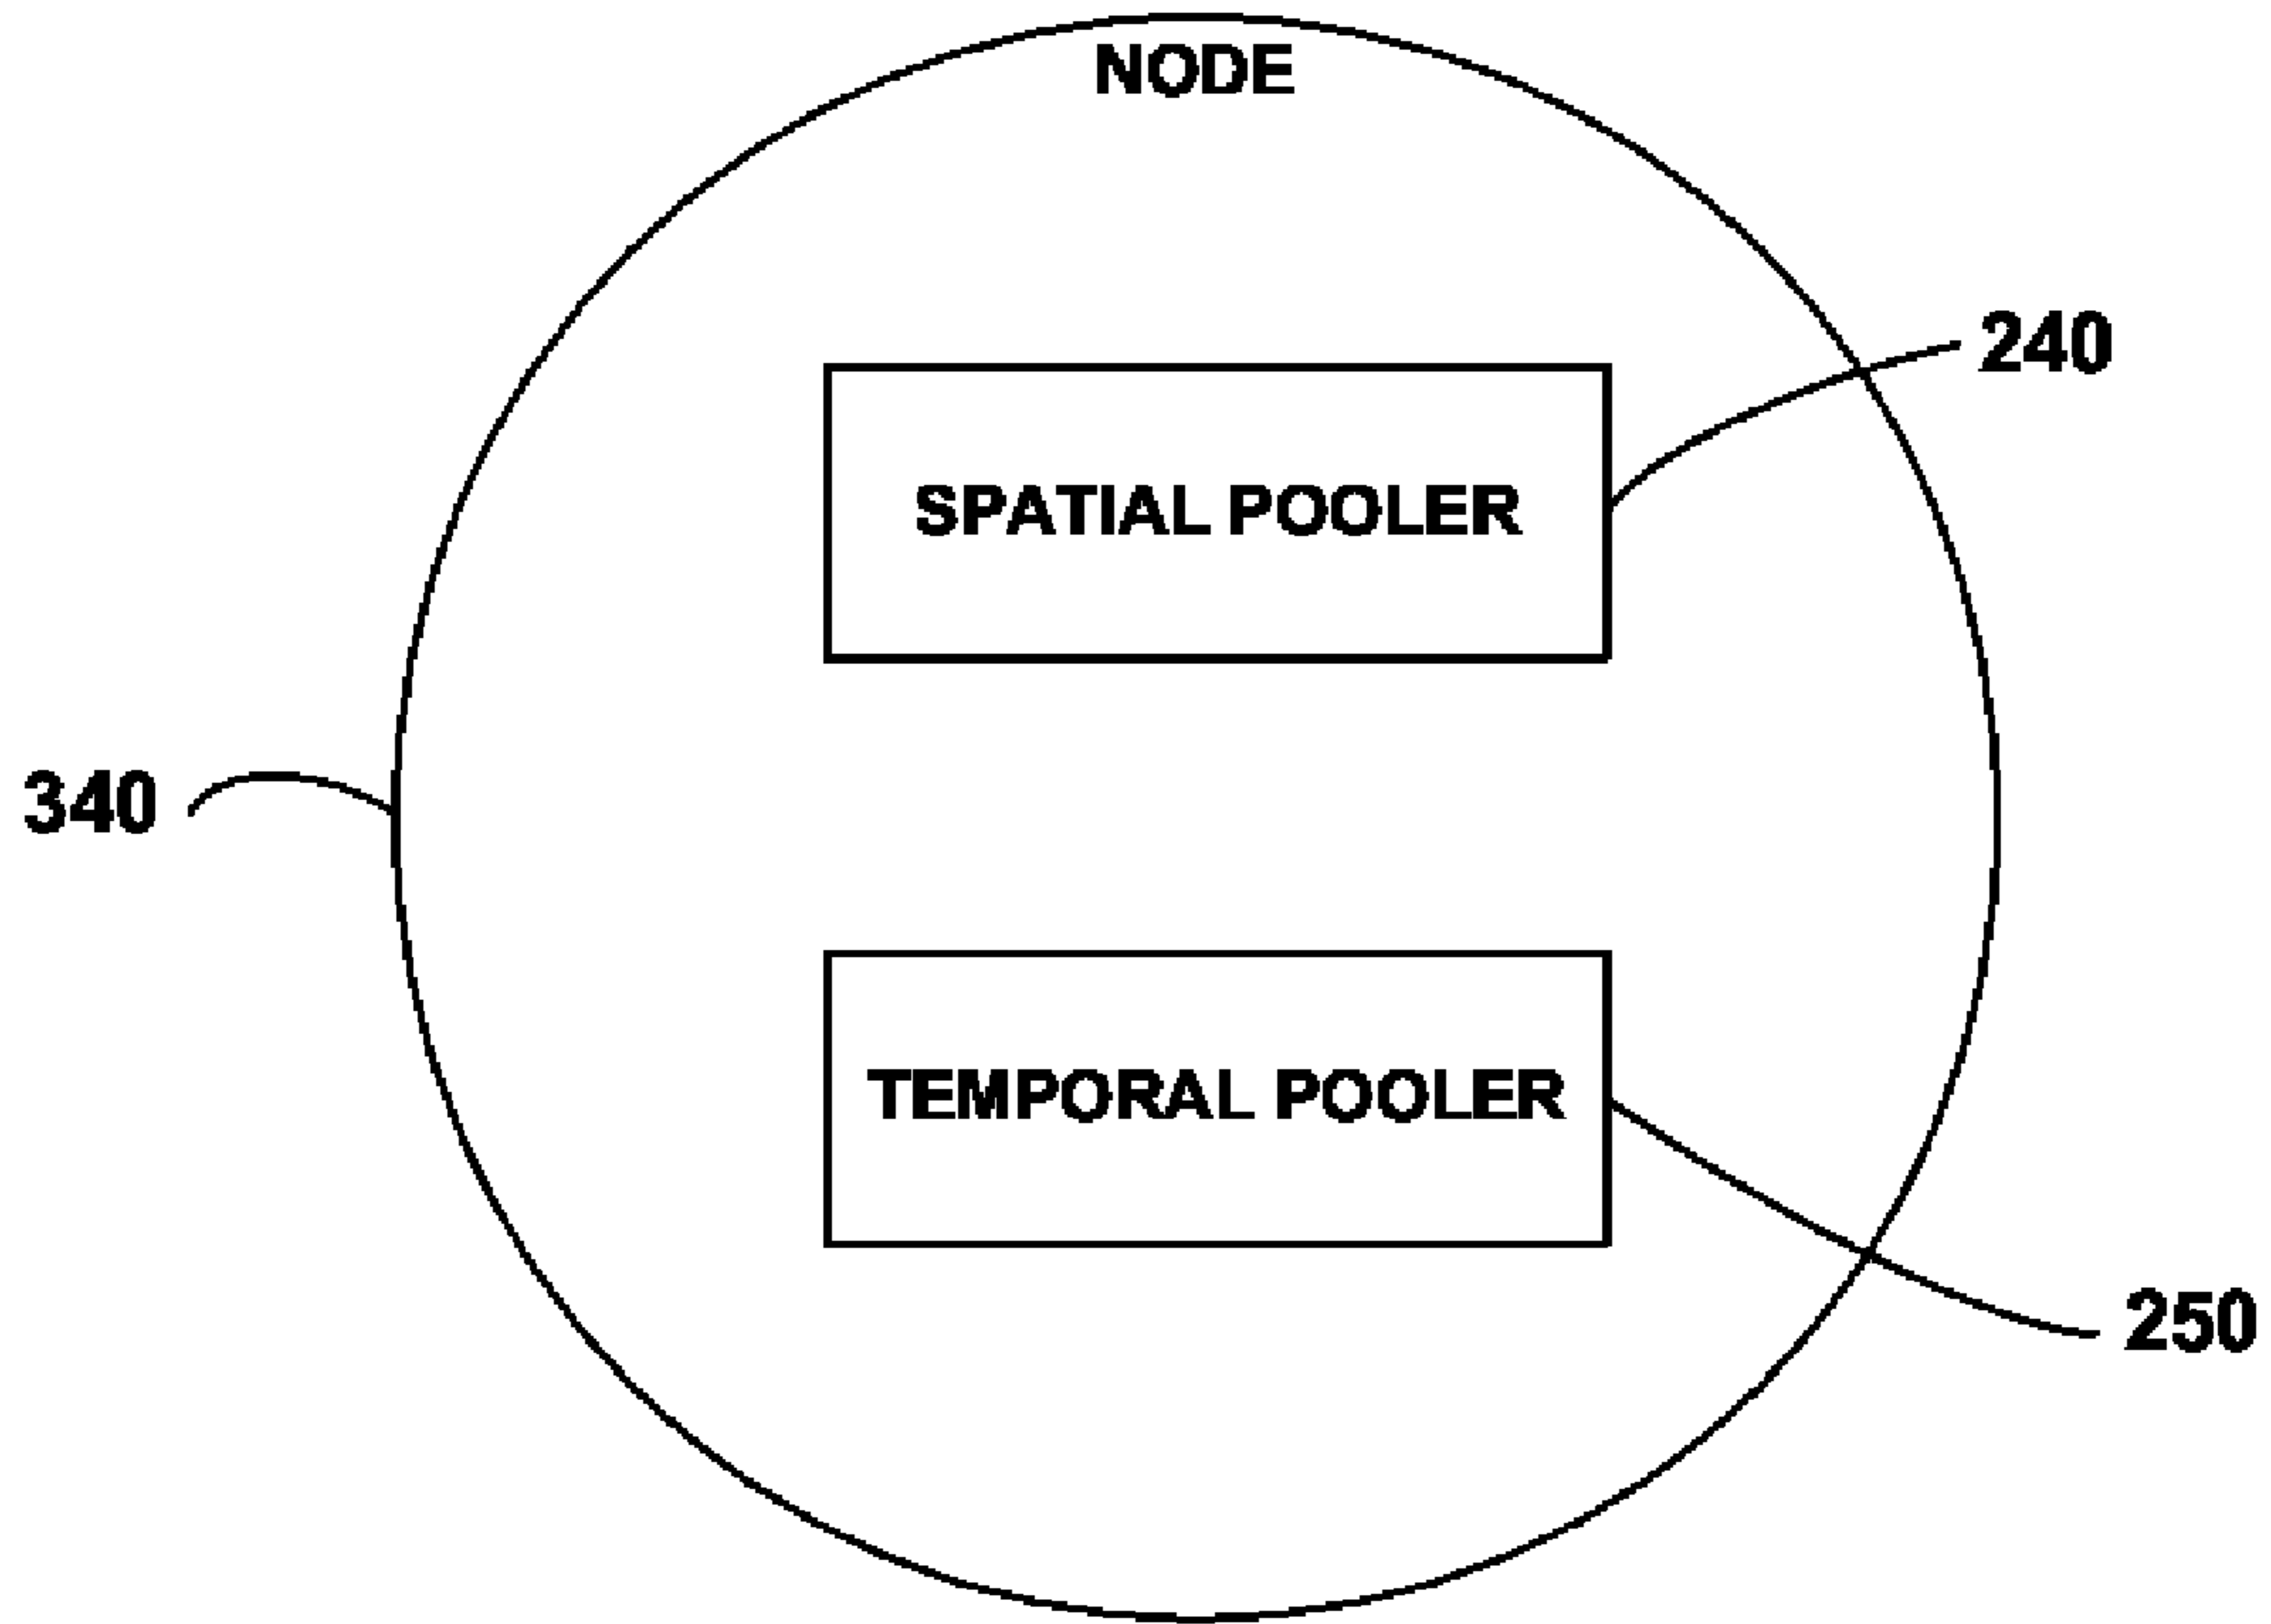 NODE
240
SPATIAL POOLER
340
TEMPORAL POOLER
250